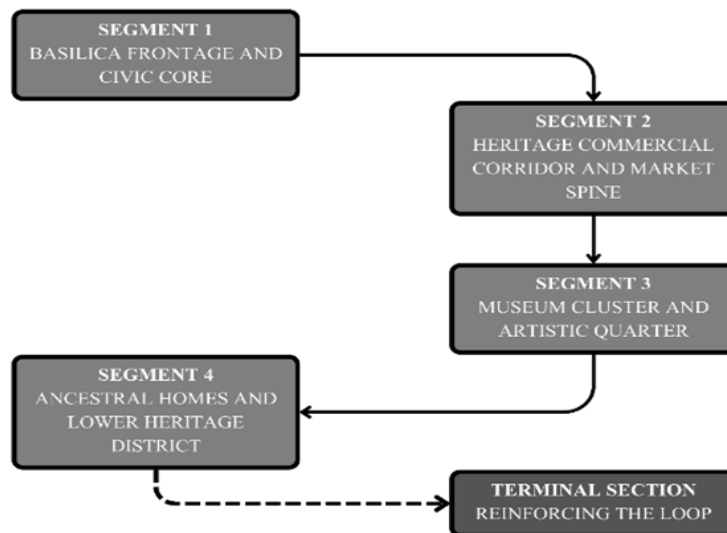 SEGMENT 1
BASILICA FRONTAGE AND
CIVIC CORE
SEGMENT 2
HERITAGE COMMERCIAL
CORRIDOR AND MARKET
SPINE
SEGMENT 3
MUSEUM CLUSTER AND
ARTISTIC QUARTER
SEGMENT 4
ANCESTRAL HOMES AND
LOWER HERITAGE
DISTRICT
TERMINAL SECTION
REINFORCING THE LOOP